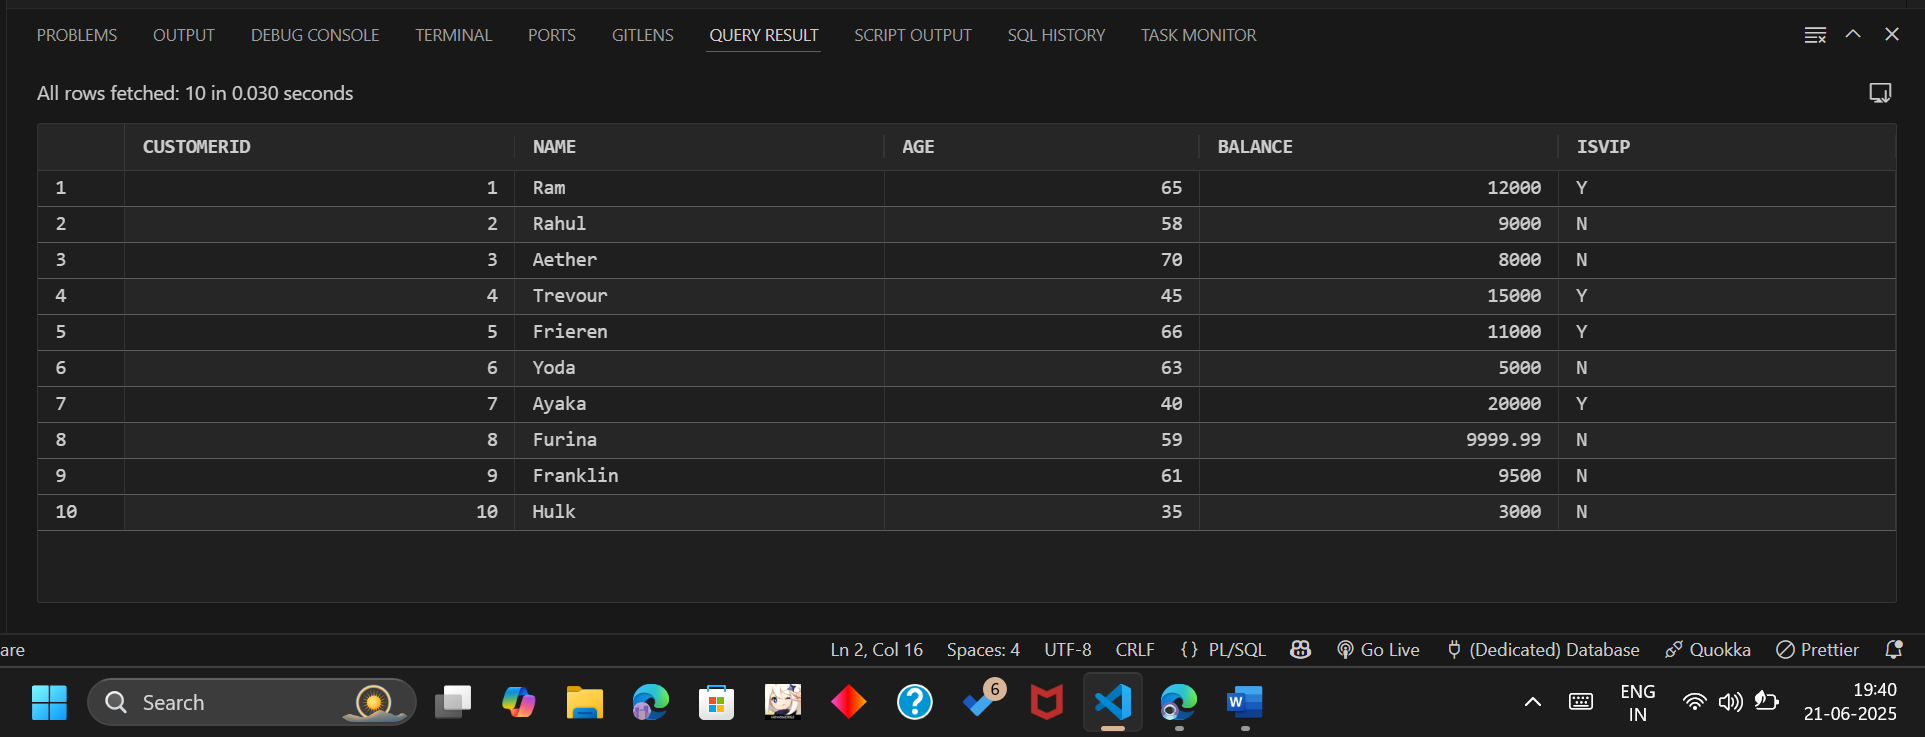 PROBLEMS OUTPUT DEBUG CONSOLE TERMINAL PORTS GITLENS QUERY RESULT SCRIPT OUTPUT SQL HISTORY TASK MONITOR
All rows fetched: 10 in 0.030 seconds
CUSTOMERID NAME AGE BALANCE ISVIP
1 1 Ram 65 12000 Y
2 2 Rahul 58 9000 N
3 3 Aether 70 8000 N
4 4 Trevour 45 15000 Y
5 5 Frieren 66 11000 Y
6 6 Yoda 63 5000 N
7 7 Ayaka 40 20000 Y
8 8 Furina 59 9999.99 N
9 9 Franklin 61 9500 N
10 10 Hulk 35 3000 N
are Ln 2, Col 16 Spaces: 4 UTF-8 CRLF {} PL/SQL Go Live (Dedicated) Database Quokka Prettier
Search 6 W ENG 19:40
IN 21-06-2025